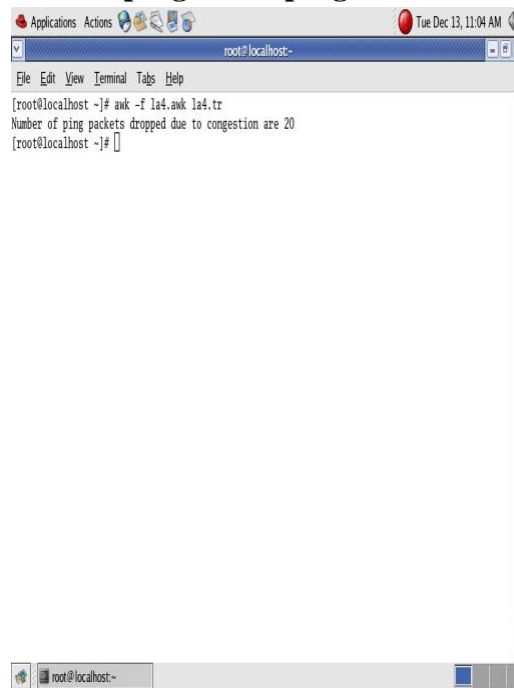 Applications Actions Tue Dec 13, 11:04 AM
root@localhost:~
File Edit View Terminal Tabs Help
[root@localhost ~]# awk -f la4.awk la4.tr
Number of ping packets dropped due to congestion are 20
[root@localhost ~]#
root@localhost:~